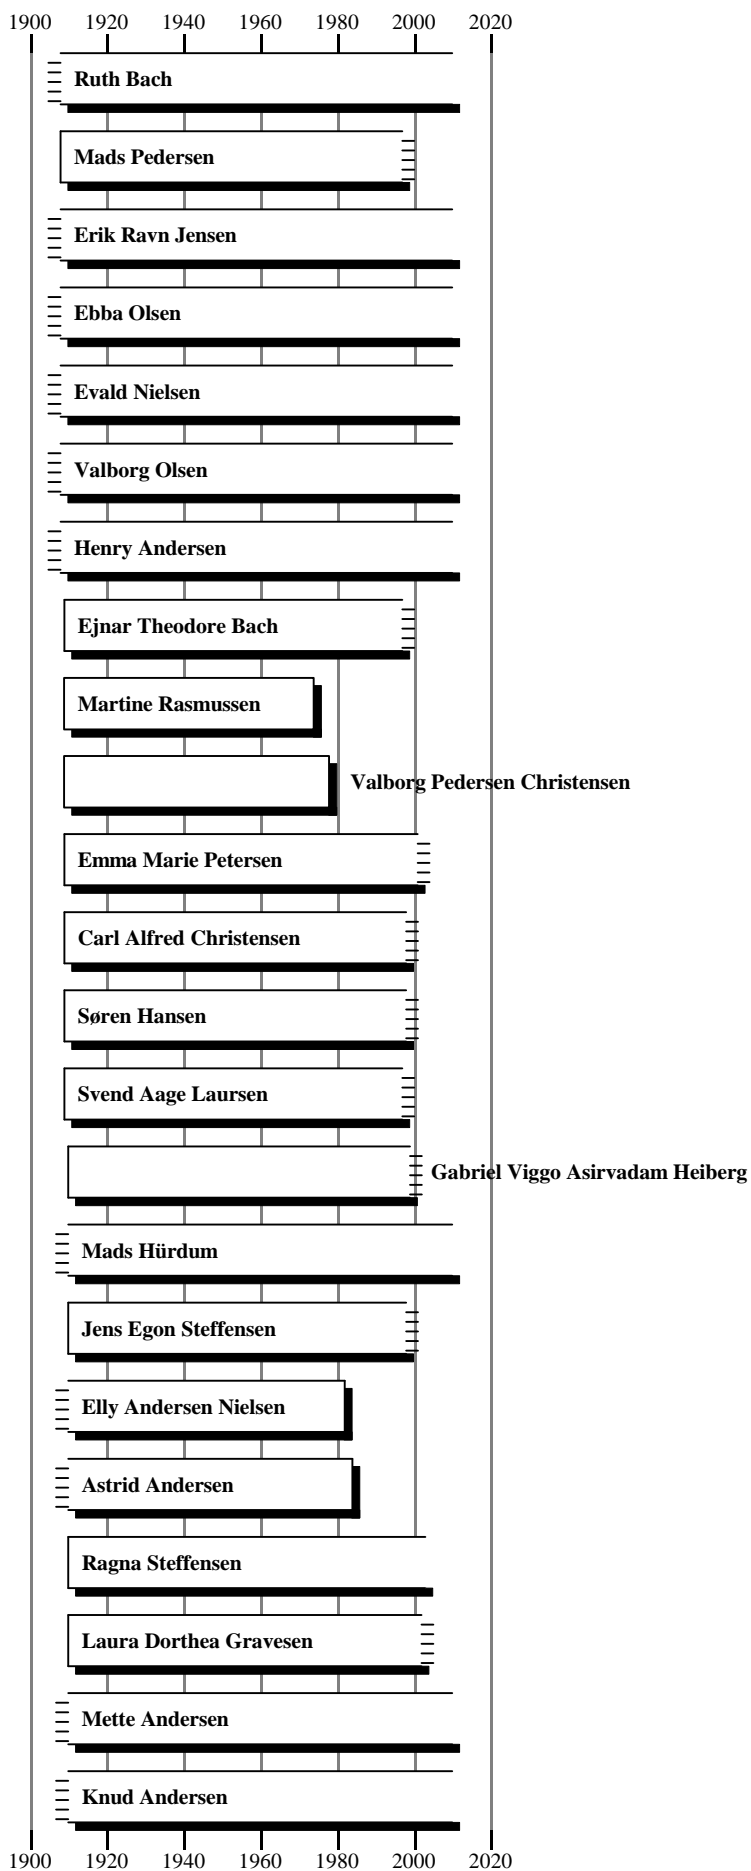 1900 1920 1940 1960 1980 2000 2020
Ruth Bach
Mads Pedersen
Erik Ravn Jensen
Ebba Olsen
Evald Nielsen
Valborg Olsen
Henry Andersen
Ejnar Theodore Bach
Martine Rasmussen
Valborg Pedersen Christensen
Emma Marie Petersen
Carl Alfred Christensen
Søren Hansen
Svend Aage Laursen
Gabriel Viggo Asirvadam Heiberg
Mads Hürdum
Jens Egon Steffensen
Elly Andersen Nielsen
Astrid Andersen
Ragna Steffensen
Laura Dorthea Gravesen
Mette Andersen
Knud Andersen
1900 1920 1940 1960 1980 2000 2020